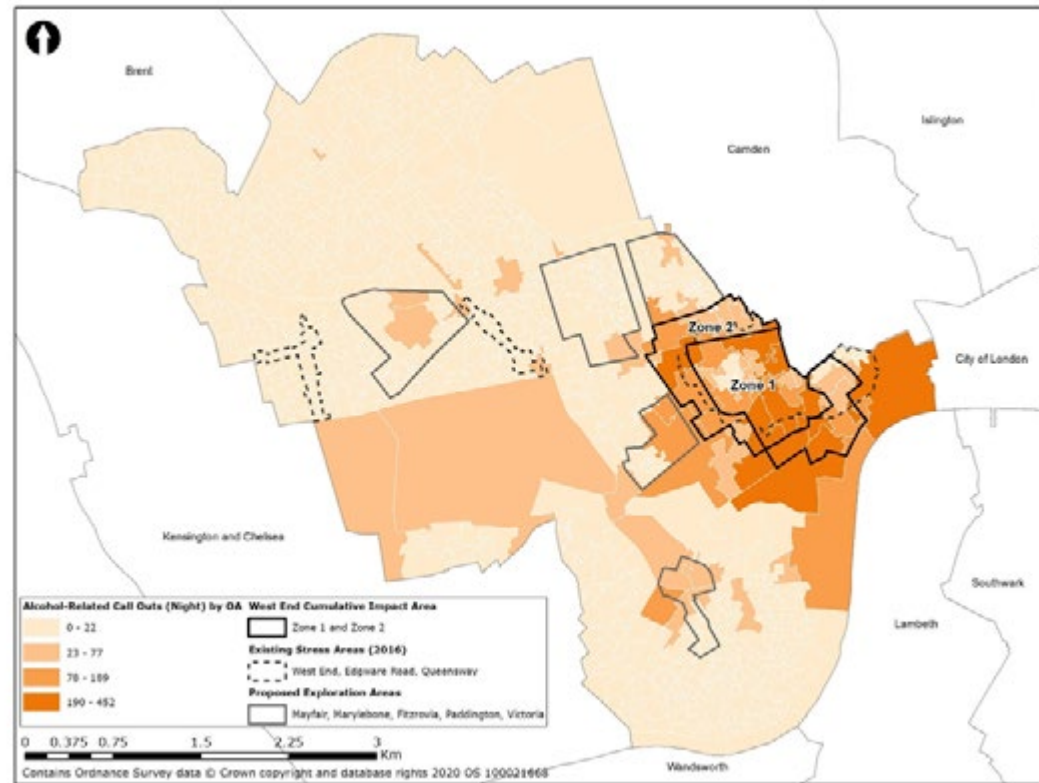 Brent
Islington
Camden
City of London
Zone 2
Zone 1
Kensington and Chelsea
Southwark
Lambeth
Wandsworth
Alcohol-Related Call Outs (Night) by OA
0 - 22
23 - 77
78 - 189
190 - 452
West End Cumulative Impact Area
Zone 1 and Zone 2
Existing Stress Areas (2016)
West End, Edgware Road, Queensway
Proposed Exploration Areas
Mayfair, Marylebone, Fitzrovia, Paddington, Victoria
0 0.375 0.75 1.5 2.25 3
Km
Contains Ordnance Survey data © Crown copyright and database rights 2020 OS 100021668